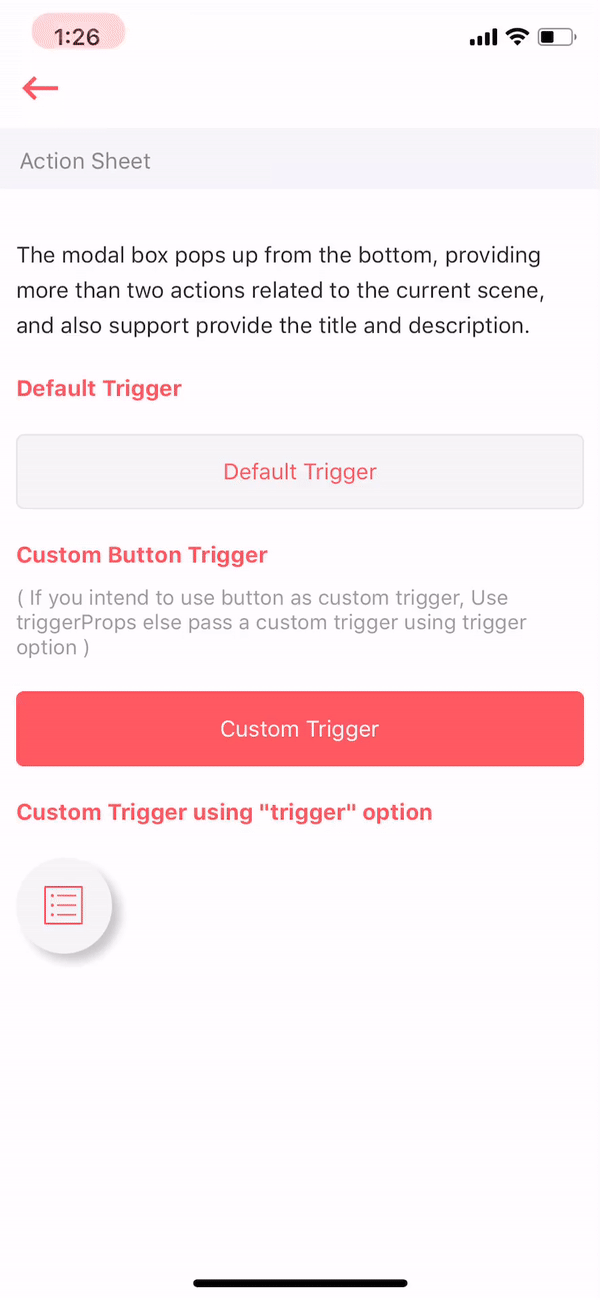 1:26
Action Sheet
The modal box pops up from the bottom, providing
more than two actions related to the current scene,
and also support provide the title and description.
Default Trigger
Default Trigger
Custom Button Trigger
( If you intend to use button as custom trigger, Use
triggerProps else pass a custom trigger using trigger
option )
Custom Trigger
Custom Trigger using "trigger" option